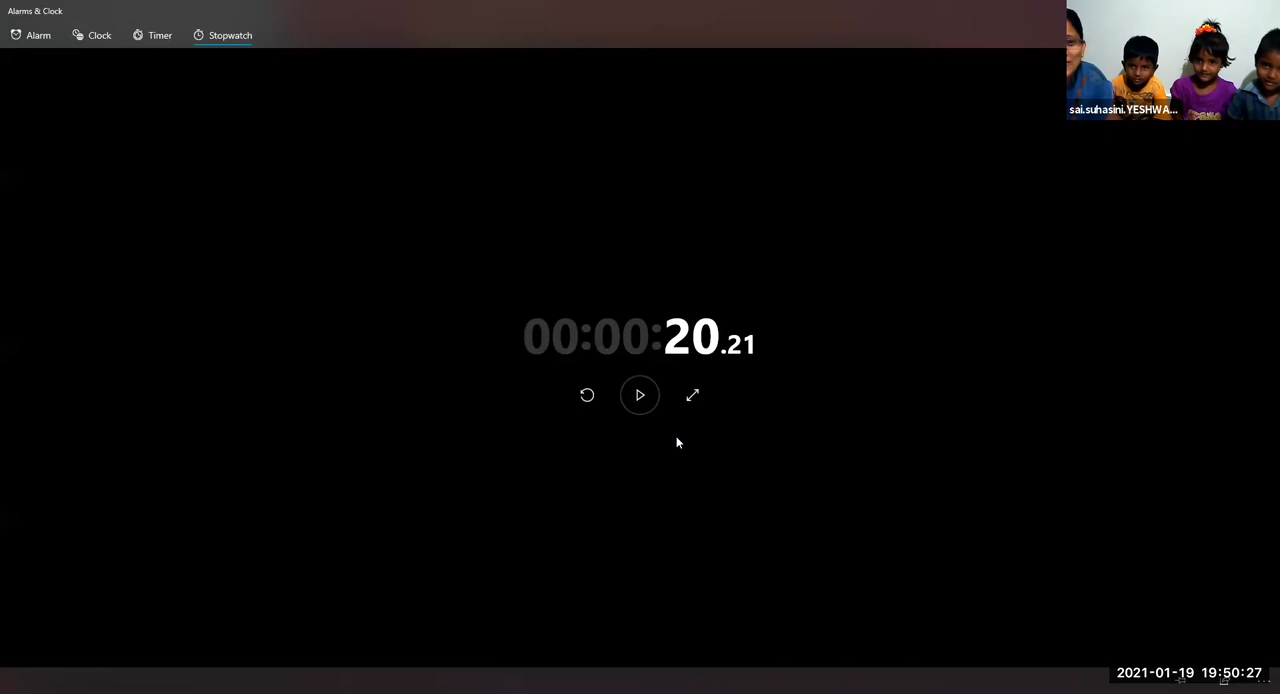 Alarms & Clock
Alarm Clock Timer Stopwatch
sai.suhasini.YESHWA...
00:00:20.21
2021-01-19 19:50:27